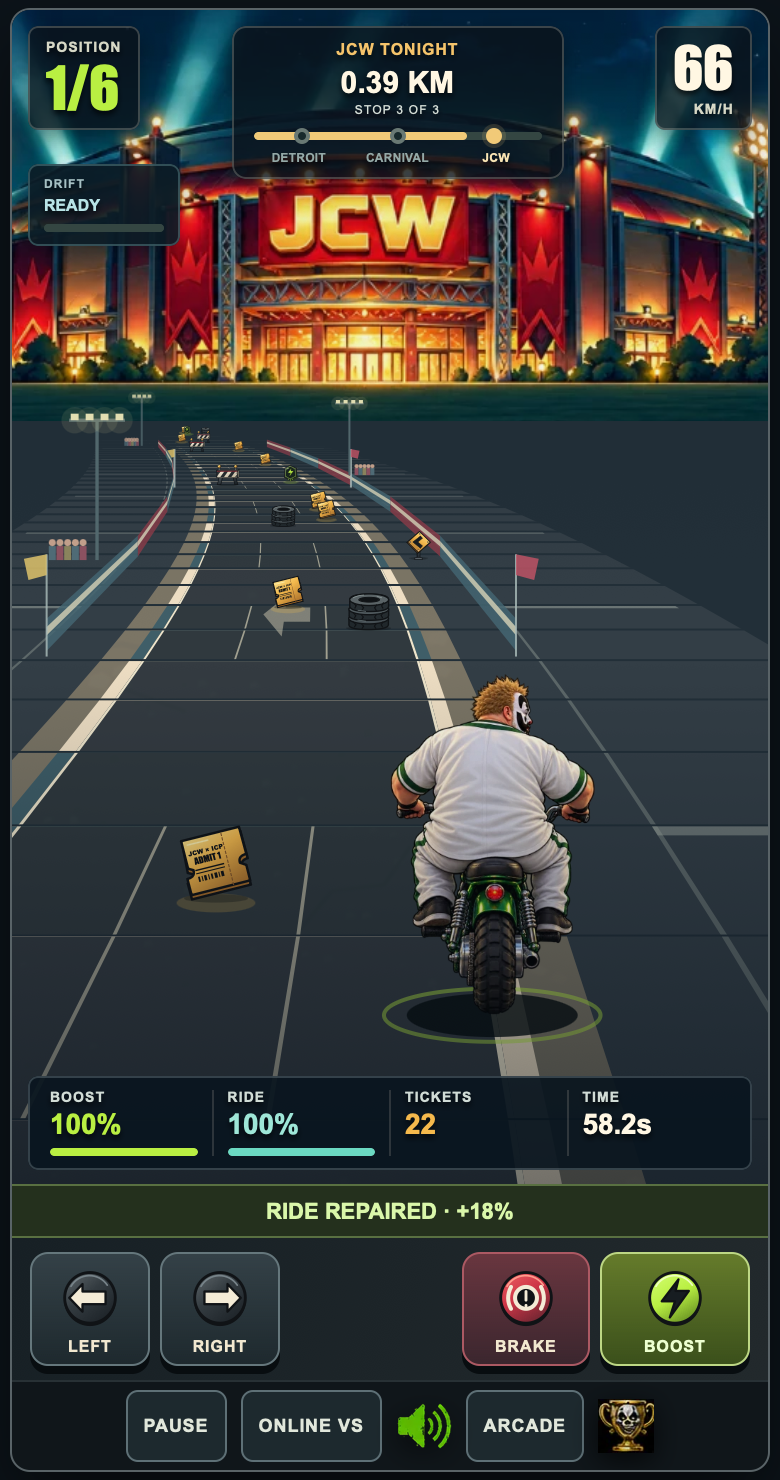 POSITION
1/6
JCW TONIGHT
0.39 KM
STOP 3 OF 3
DETROIT CARNIVAL JCW
66
KM/H
DRIFT
READY
JCW
JCW × ICP
ADMIT 1
BOOST
100%
RIDE
100%
TICKETS
22
TIME
58.2s
RIDE REPAIRED · +18%
LEFT
RIGHT
BRAKE
BOOST
PAUSE
ONLINE VS
ARCADE